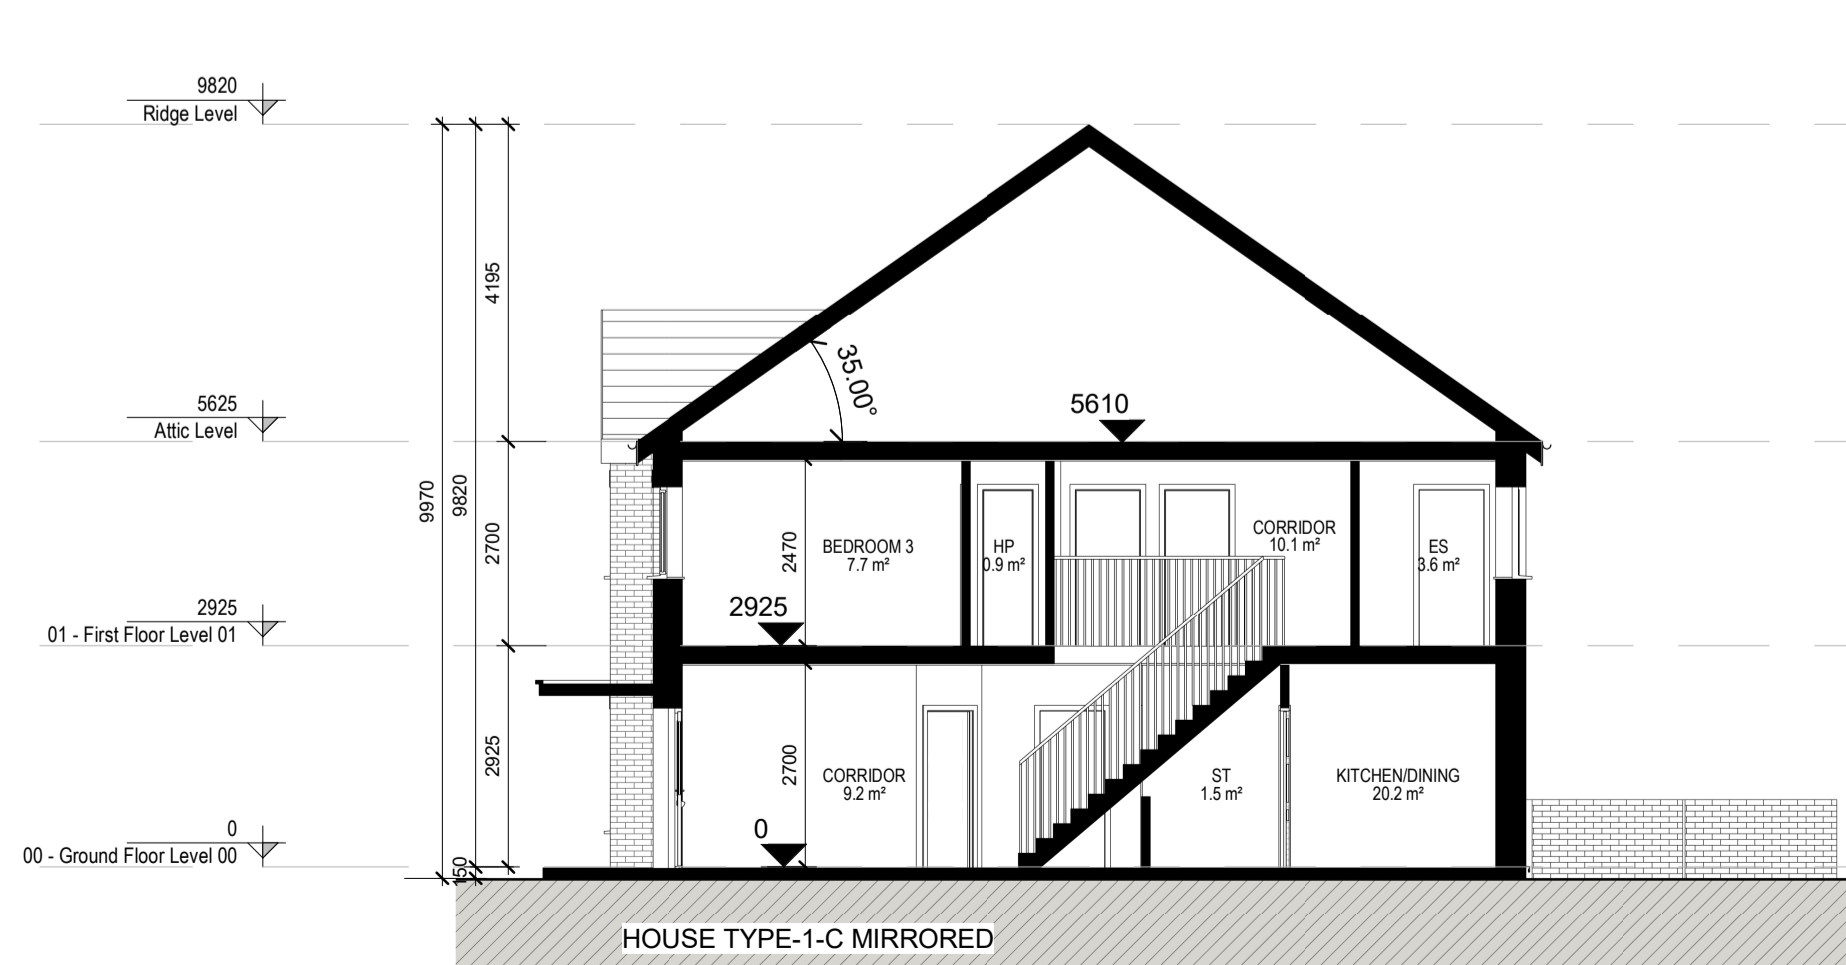 9820
Ridge Level
4195
35.00°
5610
5625
Attic Level
9970
9820
2700
2470
BEDROOM 3
7.7 m²
HP
0.9 m²
CORRIDOR
10.1 m²
ES
3.6 m²
2925
2925
01 - First Floor Level 01
2925
2700
CORRIDOR
9.2 m²
ST
1.5 m²
KITCHEN/DINING
20.2 m²
0
0
00 - Ground Floor Level 00
150
HOUSE TYPE-1-C MIRRORED